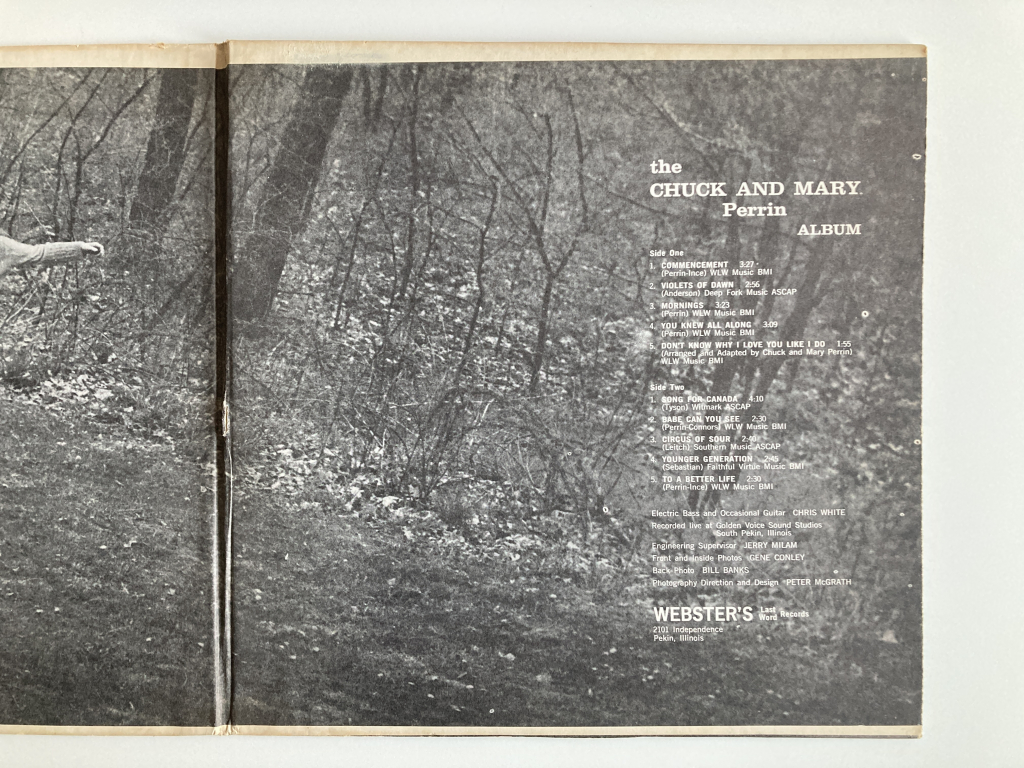 the
CHUCK AND MARY
Perrin
ALBUM
Side One
1. COMMENCEMENT 3:27
(Perrin-Ince) WLW Music BMI
2. VIOLETS OF DAWN 2:56
(Anderson) Deep Fork Music ASCAP
3. MORNINGS 3:23
(Perrin) WLW Music BMI
4. YOU KNEW ALL ALONG 3:09
(Perrin) WLW Music BMI
5. DON'T KNOW WHY I LOVE YOU LIKE I DO 1:55
(Arranged and Adapted by Chuck and Mary Perrin)
WLW Music BMI
Side Two
1. SONG FOR CANADA 4:10
(Tyson) Witmark ASCAP
2. BABE CAN YOU SEE 2:30
(Perrin-Connors) WLW Music BMI
3. CIRCUS OF SOUR 2:40
(Leitch) Southern Music ASCAP
4. YOUNGER GENERATION 2:45
(Sebastian) Faithful Virtue Music BMI
5. TO A BETTER LIFE 2:30
(Perrin-Ince) WLW Music BMI
Electric Bass and Occasional Guitar CHRIS WHITE
Recorded live at Golden Voice Sound Studios
South Pekin, Illinois
Engineering Supervisor JERRY MILAM
Front and Inside Photos GENE CONLEY
Back Photo BILL BANKS
Photography Direction and Design PETER McGRATH
WEBSTER'S Last Word Records
2101 Independence
Pekin, Illinois